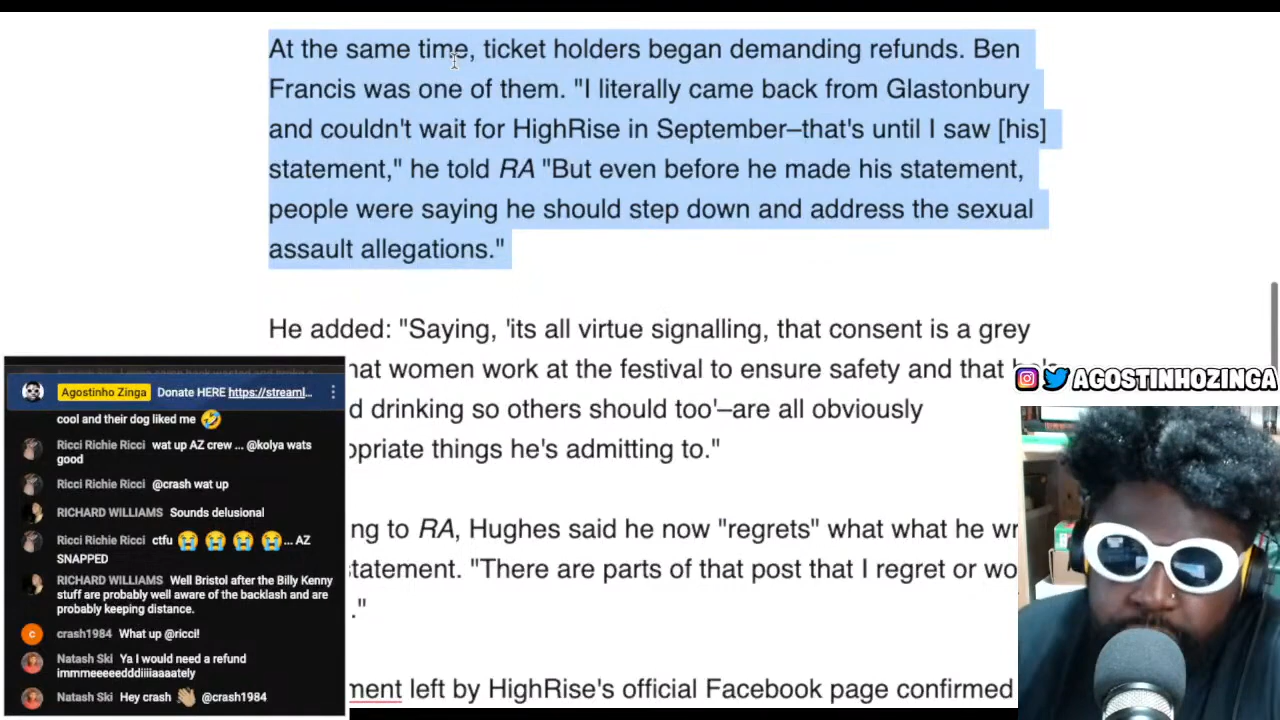 At the same time, ticket holders began demanding refunds. Ben
Francis was one of them. "I literally came back from Glastonbury
and couldn't wait for HighRise in September–that's until I saw [his]
statement," he told RA "But even before he made his statement,
people were saying he should step down and address the sexual
assault allegations."
He added: "Saying, 'its all virtue signalling, that consent is a grey
hat women work at the festival to ensure safety and that he's
d drinking so others should too'–are all obviously
opriate things he's admitting to."
ng to RA, Hughes said he now "regrets" what what he wr
tatement. "There are parts of that post that I regret or wo
."
ment left by HighRise's official Facebook page confirmed
Agostinho Zinga Donate HERE https://streaml...
cool and their dog liked me 🤣
Ricci Richie Ricci wat up AZ crew ... @kolya wats
good
Ricci Richie Ricci @crash wat up
RICHARD WILLIAMS Sounds delusional
Ricci Richie Ricci ctfu 😭 😭 😭 😭... AZ
SNAPPED
RICHARD WILLIAMS Well Bristol after the Billy Kenny
stuff are probably well aware of the backlash and are
probably keeping distance.
c crash1984 What up @ricci!
Natash Ski Ya I would need a refund
immmeeeedddiiiaaaately
Natash Ski Hey crash 👋🏾 @crash1984
@AGOSTINHOZINGA